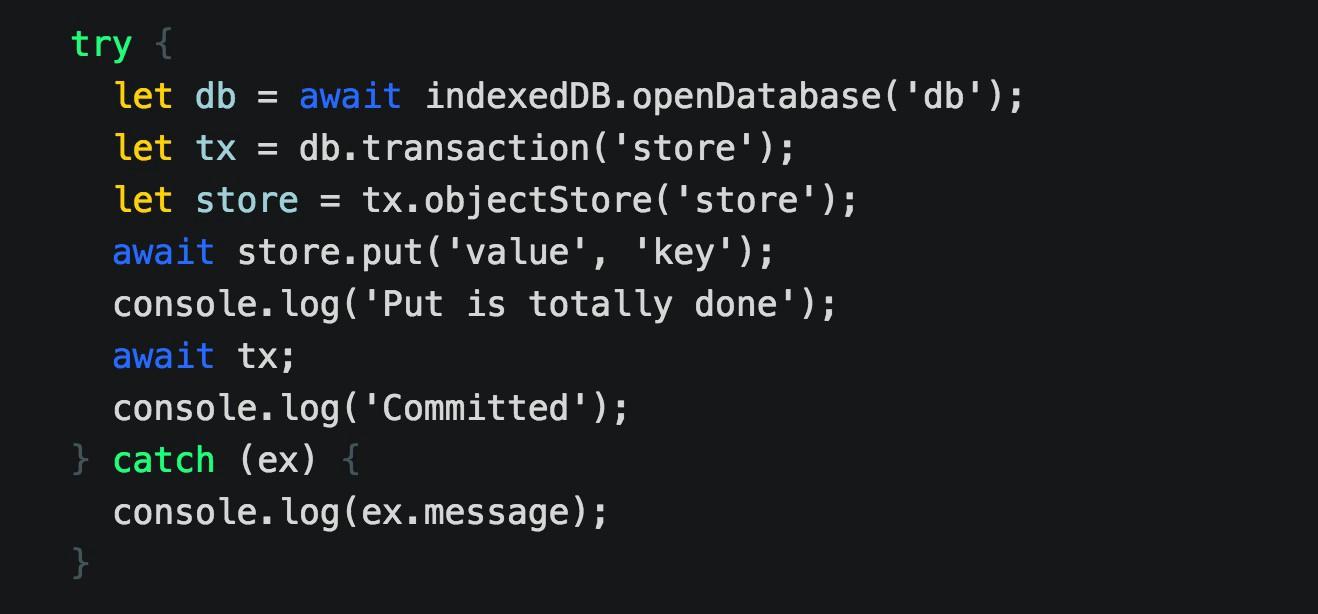 try {
  let db = await indexedDB.openDatabase('db');
  let tx = db.transaction('store');
  let store = tx.objectStore('store');
  await store.put('value', 'key');
  console.log('Put is totally done');
  await tx;
  console.log('Committed');
} catch (ex) {
  console.log(ex.message);
}